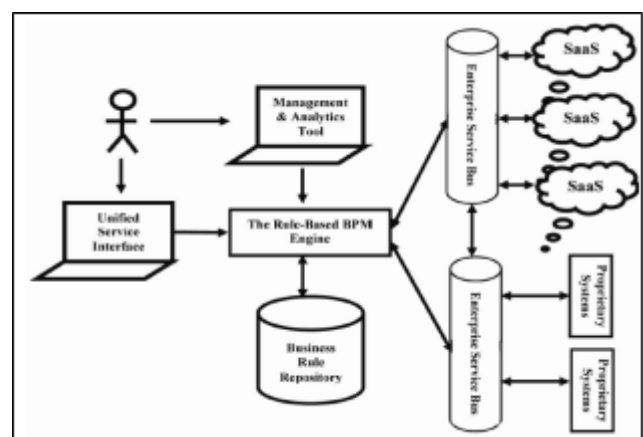 SaaS
Enterprise Service Bus
Management
& Analytics
Tool
SaaS
SaaS
Unified
Service
Interface
The Rule-Based BPM
Engine
Enterprise Service Bus
Proprietary
Systems
Business
Rule
Repository
Proprietary
Systems